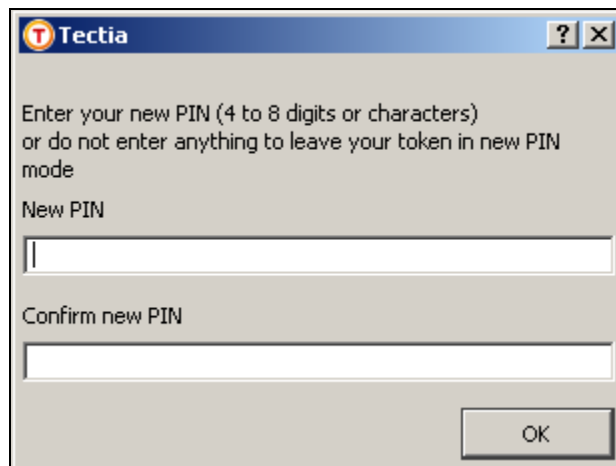 T Tectia ? X
Enter your new PIN (4 to 8 digits or characters)
or do not enter anything to leave your token in new PIN
mode
New PIN
Confirm new PIN
OK